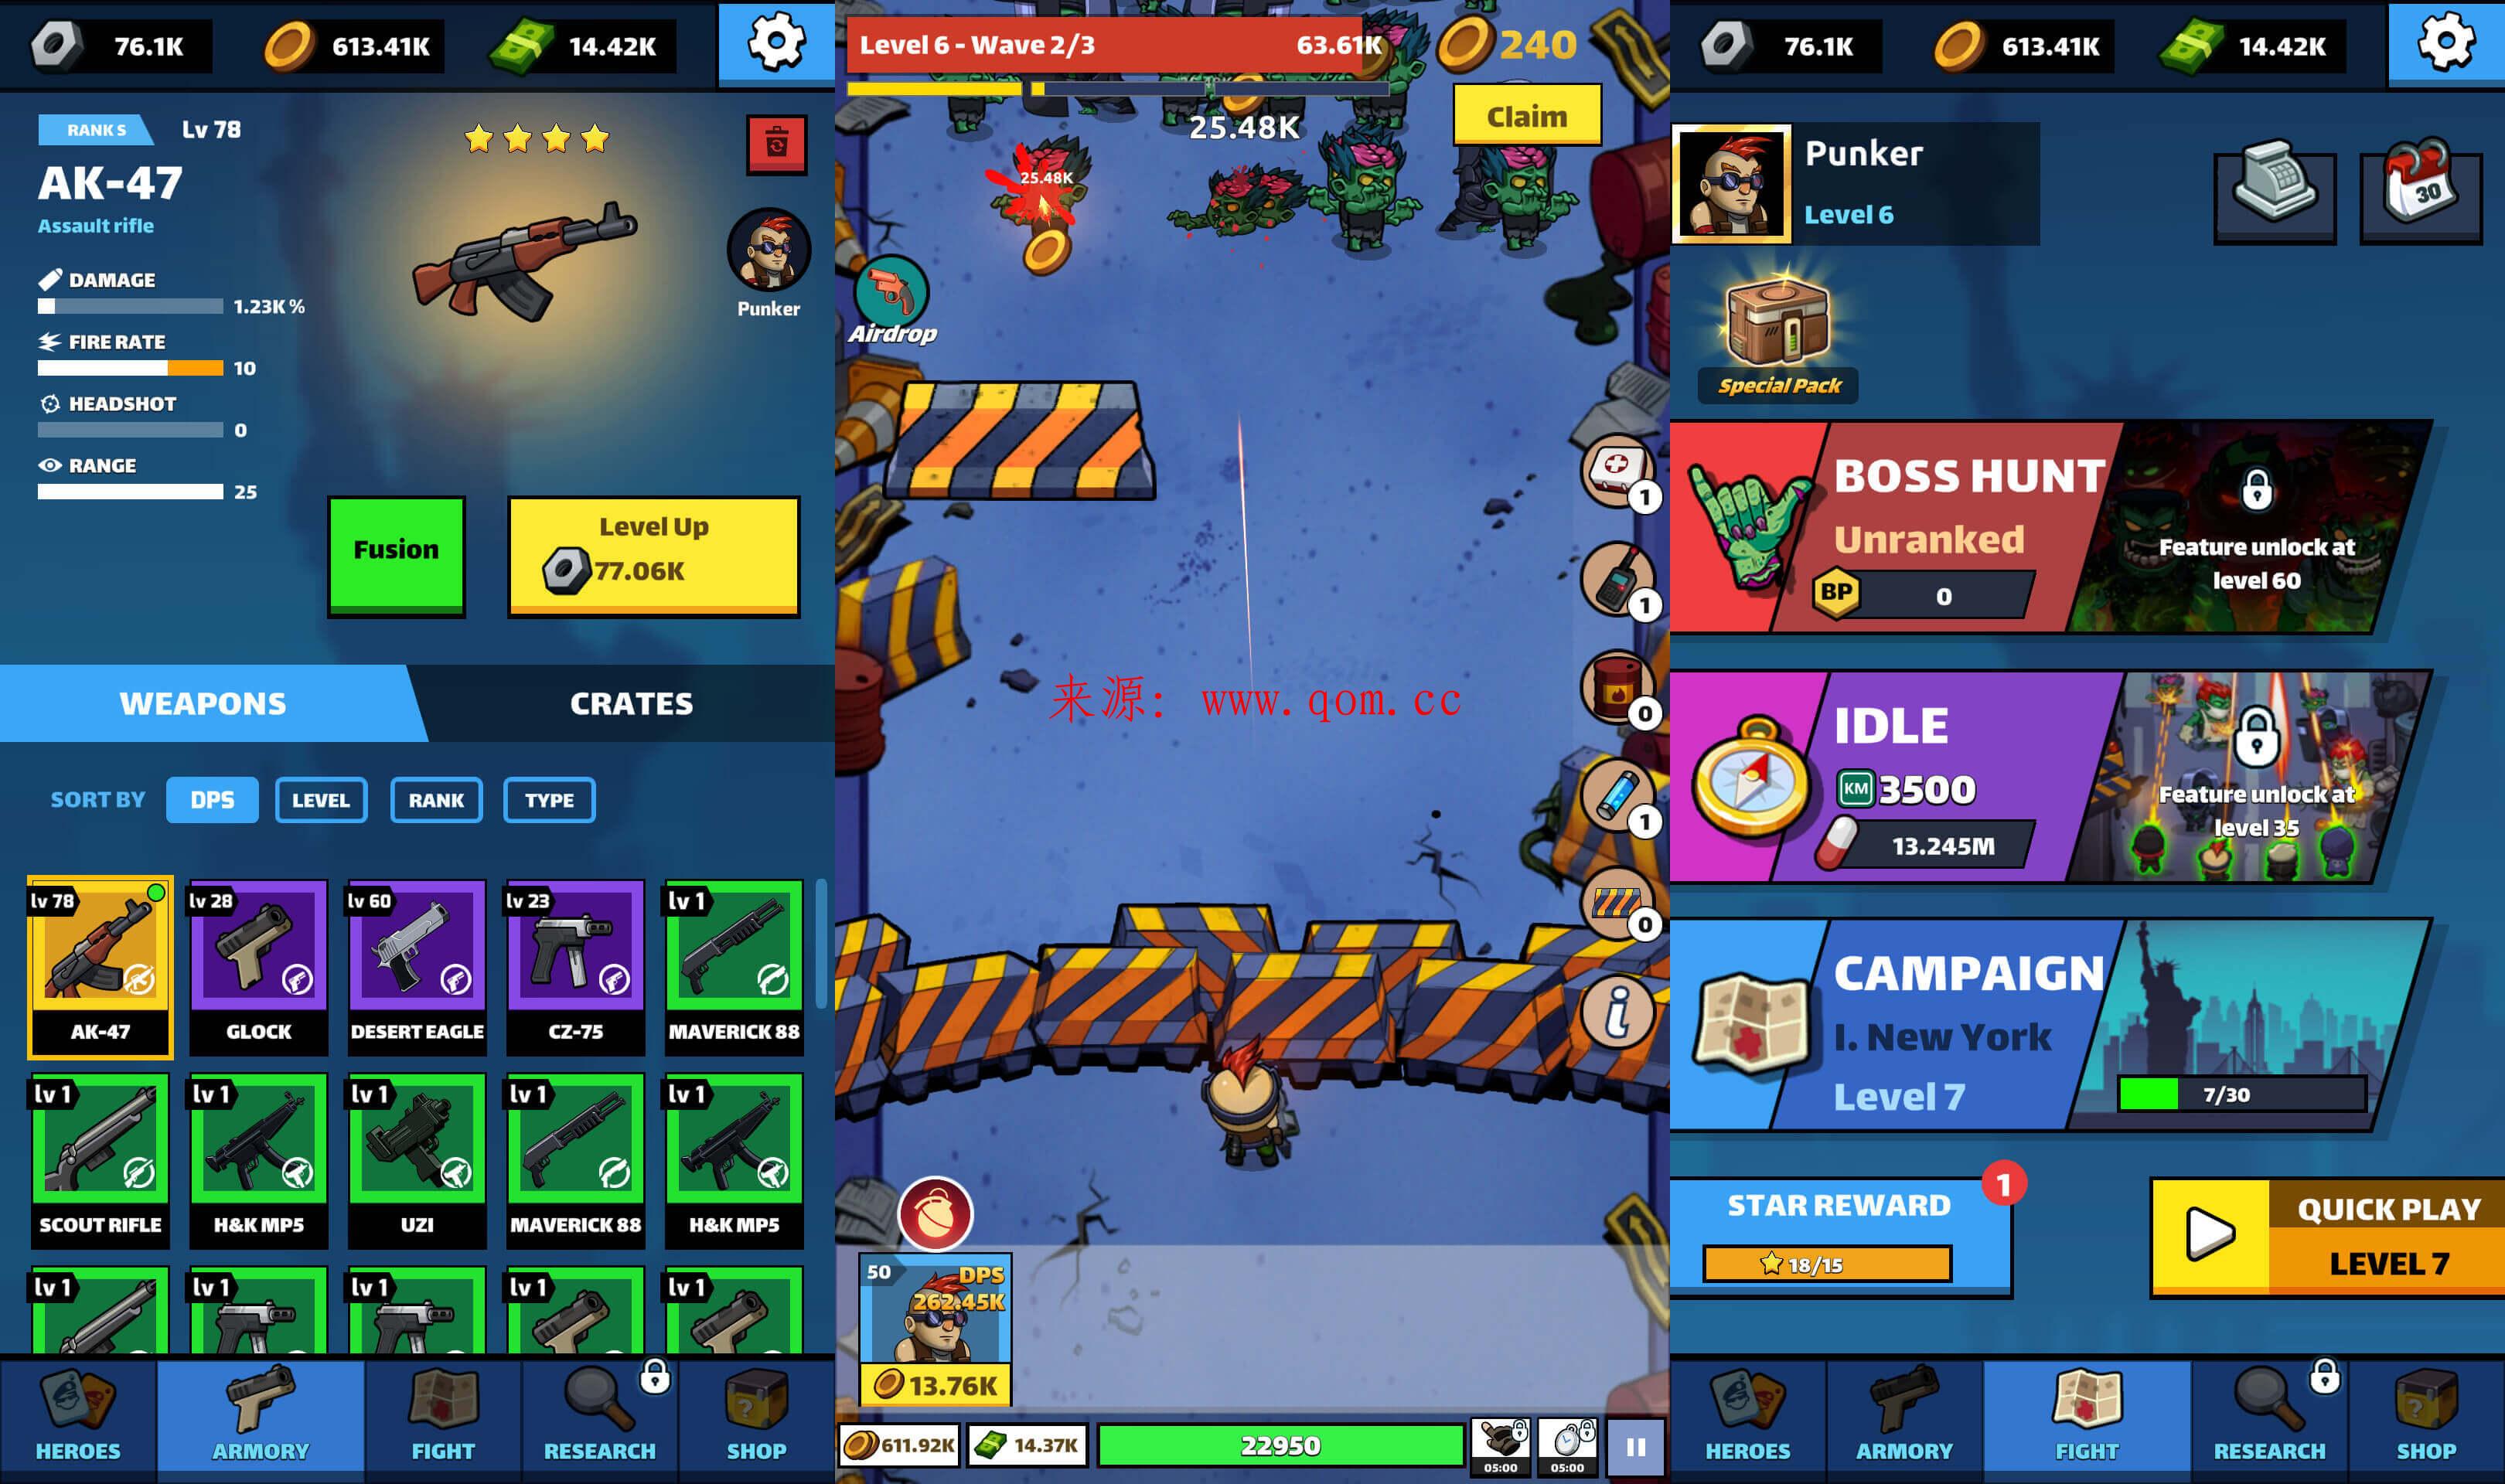 76.1K
613.41K
14.42K
RANK S
Lv 78
AK-47
Assault rifle
DAMAGE
1.23K%
FIRE RATE
10
HEADSHOT
0
RANGE
25
Punker
Fusion
Level Up
77.06K
WEAPONS
CRATES
SORT BY
DPS
LEVEL
RANK
TYPE
lv 78
lv 28
lv 60
lv 23
lv 1
AK-47
GLOCK
DESERT EAGLE
CZ-75
MAVERICK 88
lv 1
lv 1
lv 1
lv 1
lv 1
SCOUT RIFLE
H&K MP5
UZI
MAVERICK 88
H&K MP5
lv 1
lv 1
lv 1
lv 1
lv 1
HEROES
ARMORY
FIGHT
RESEARCH
SHOP
Level 6 - Wave 2/3
63.61K
240
Claim
25.48K
25.48K
Airdrop
1
1
0
1
0
i
来源: www.qom.cc
50
DPS
262.45K
13.76K
611.92K
14.37K
22950
05:00
05:00
76.1K
613.41K
14.42K
Punker
Level 6
30
Special Pack
BOSS HUNT
Unranked
BP
0
Feature unlock at
level 60
IDLE
KM
3500
13.245M
Feature unlock at
level 35
CAMPAIGN
I. New York
Level 7
7/30
STAR REWARD
1
18/15
QUICK PLAY
LEVEL 7
HEROES
ARMORY
FIGHT
RESEARCH
SHOP